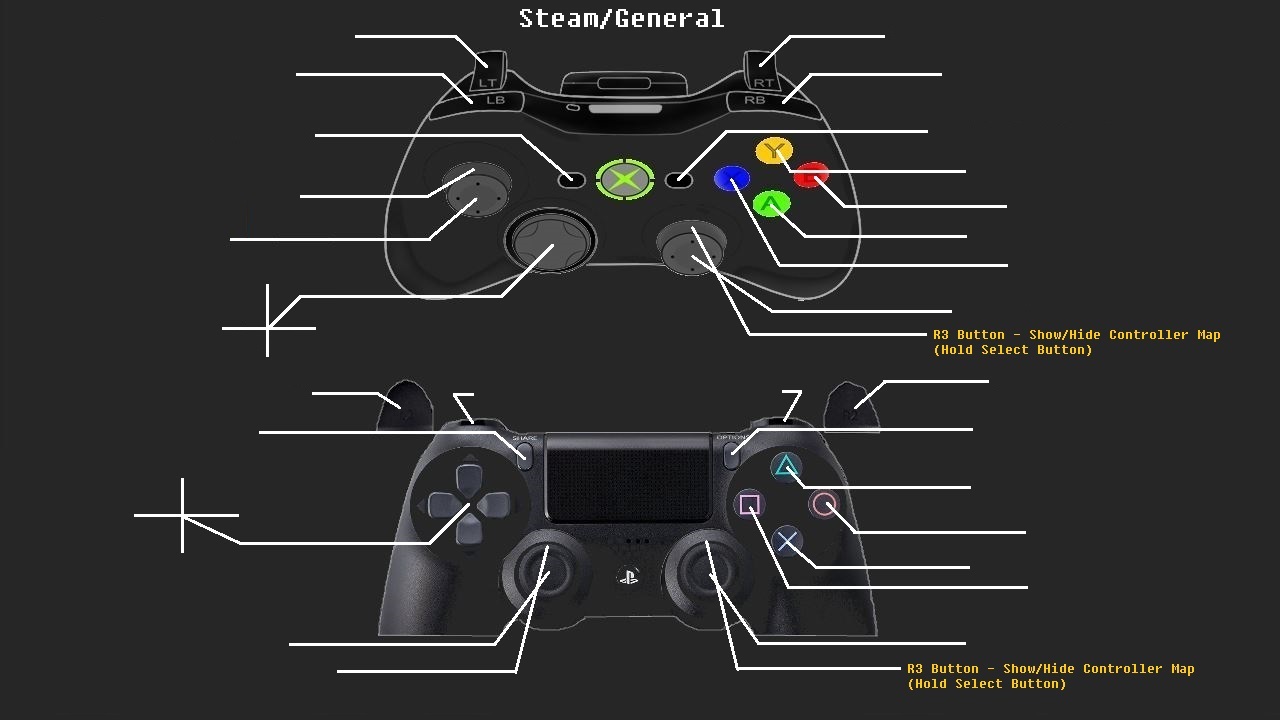 Steam/General
LT
RT
LB
RB
Y
B
A
R3 Button - Show/Hide Controller Map
(Hold Select Button)
SHARE
OPTIONS
R3 Button - Show/Hide Controller Map
(Hold Select Button)